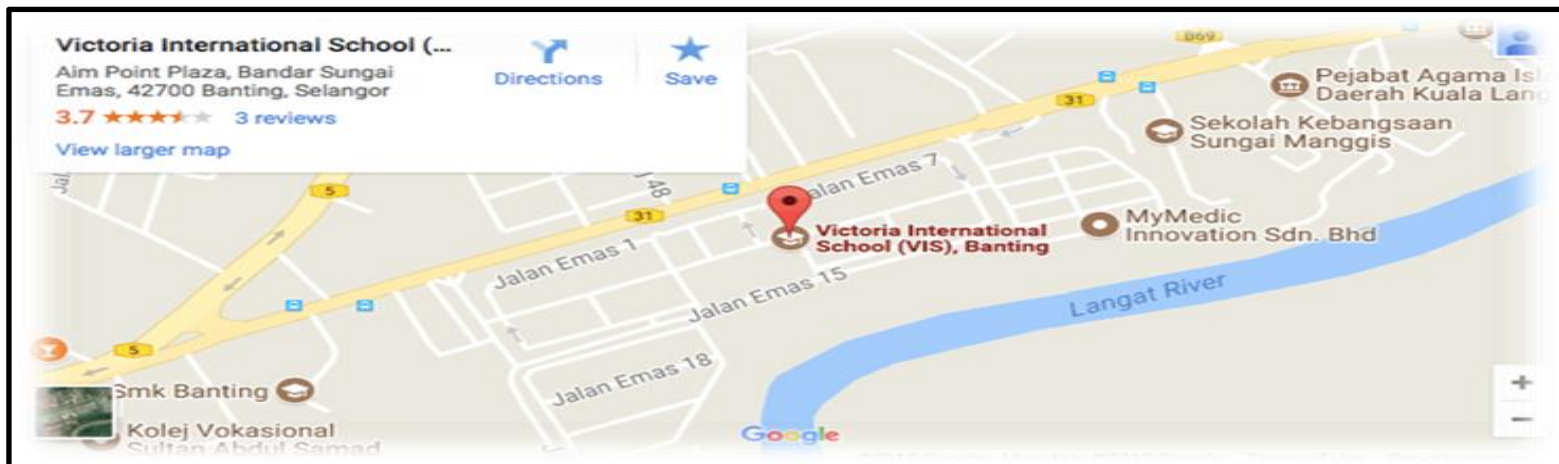 Victoria International School (...
Aim Point Plaza, Bandar Sungai
Emas, 42700 Banting, Selangor
3.7
3 reviews
View larger map
Directions
Save
B69
Pejabat Agama Isl
Daerah Kuala Lang
31
Sekolah Kebangsaan
Sungai Manggis
5
48
31
Jalan Emas 7
Victoria International
School (VIS), Banting
MyMedic
Innovation Sdn. Bhd
Jalan Emas 1
Jalan Emas 15
Langat River
5
Jalan Emas 18
Smk Banting
Kolej Vokasional
Sultan Abdul Samad
Google
+
−